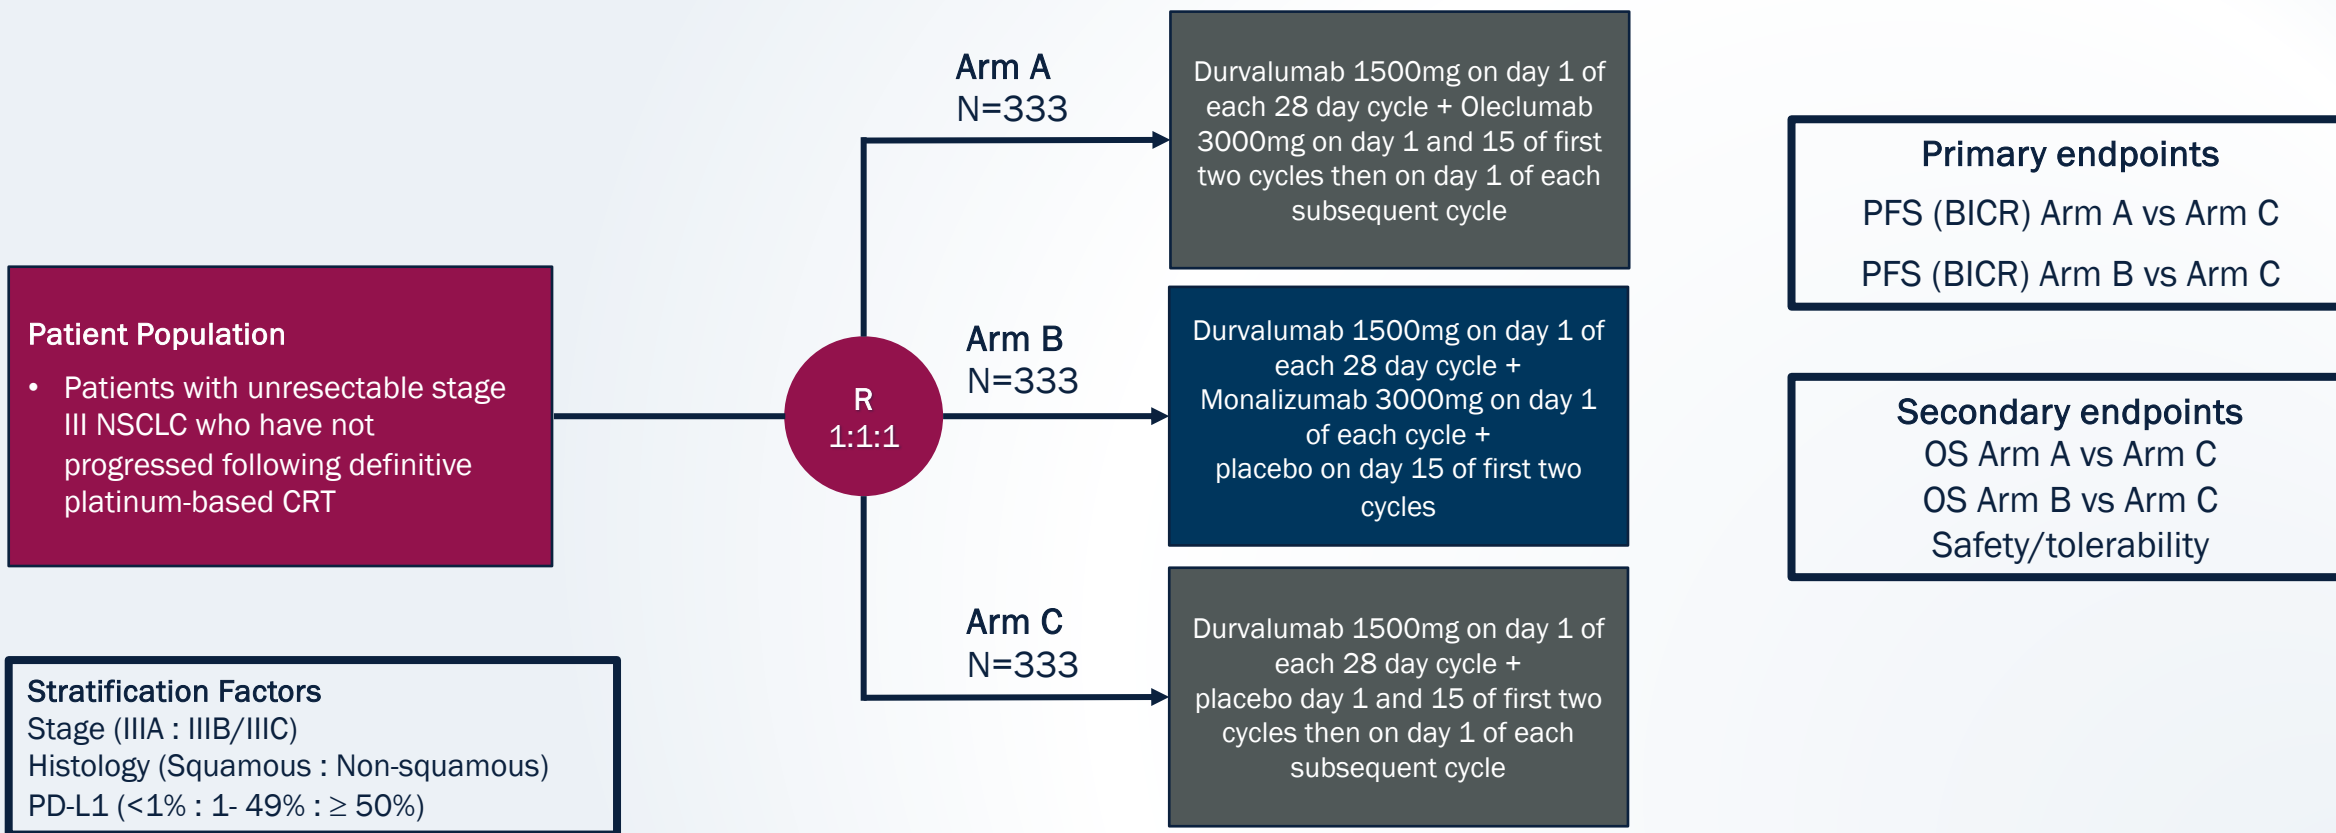 Patient Population
• Patients with unresectable stage
III NSCLC who have not
progressed following definitive
platinum-based CRT
Stratification Factors
Stage (IIIA : IIIB/IIIC)
Histology (Squamous : Non-squamous)
PD-L1 (<1% : 1- 49% : ≥ 50%)
R
1:1:1
Arm A
N=333
Durvalumab 1500mg on day 1 of
each 28 day cycle + Oleclumab
3000mg on day 1 and 15 of first
two cycles then on day 1 of each
subsequent cycle
Arm B
N=333
Durvalumab 1500mg on day 1 of
each 28 day cycle +
Monalizumab 3000mg on day 1
of each cycle +
placebo on day 15 of first two
cycles
Arm C
N=333
Durvalumab 1500mg on day 1 of
each 28 day cycle +
placebo day 1 and 15 of first two
cycles then on day 1 of each
subsequent cycle
Primary endpoints
PFS (BICR) Arm A vs Arm C
PFS (BICR) Arm B vs Arm C
Secondary endpoints
OS Arm A vs Arm C
OS Arm B vs Arm C
Safety/tolerability